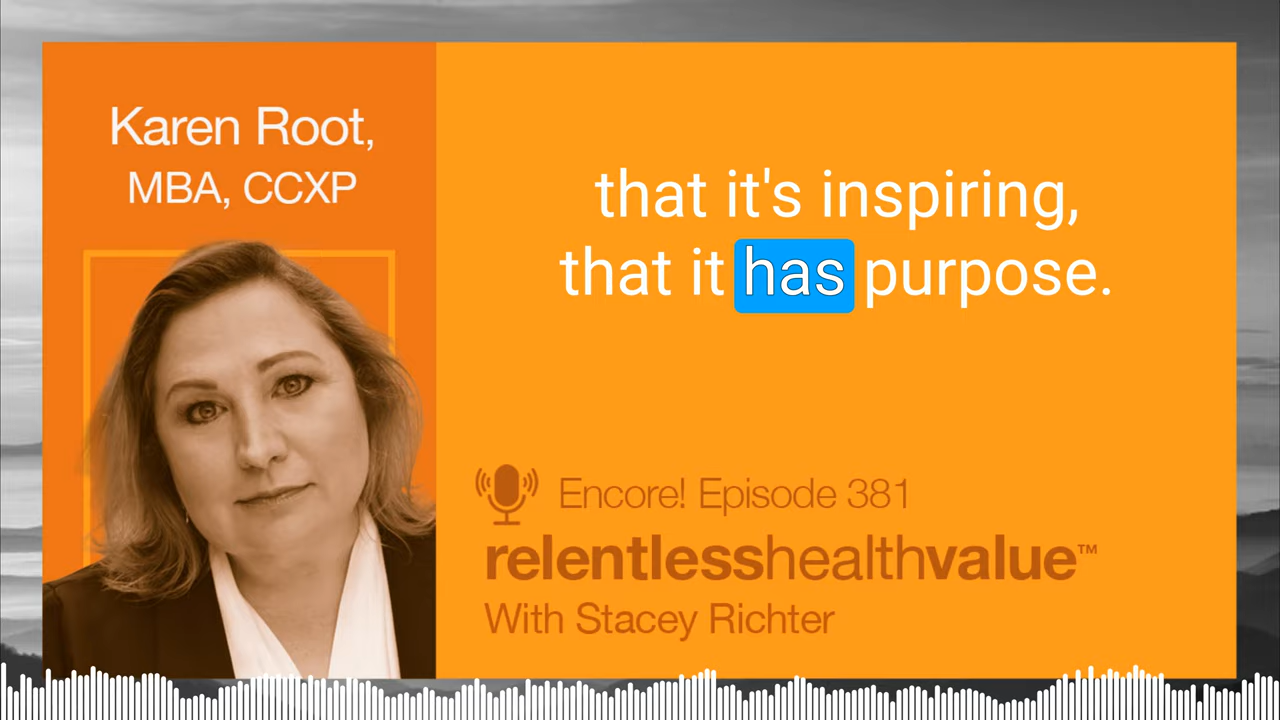 Karen Root,
MBA, CCXP
that it's inspiring,
that it has purpose.
Encore! Episode 381
relentlesshealthvalue™
With Stacey Richter